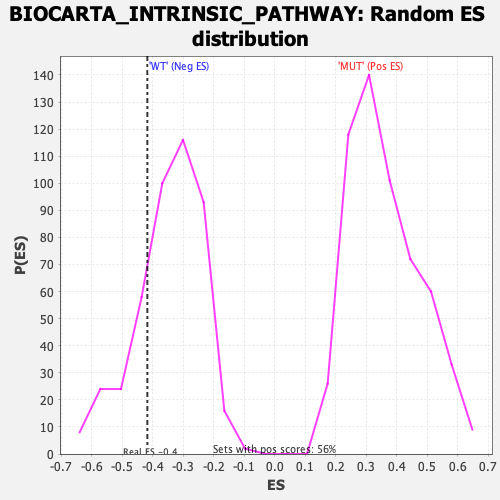 BIOCARTA_INTRINSIC_PATHWAY: Random ES
distribution
'WT' (Neg ES)
'MUT' (Pos ES)
140
130
120
110
100
90
80
70
60
50
40
30
20
10
0
P(ES)
Real ES -0.4
Sets with pos scores: 56%
-0.7 -0.6 -0.5 -0.4 -0.3 -0.2 -0.1 0.0 0.1 0.2 0.3 0.4 0.5 0.6 0.7
ES